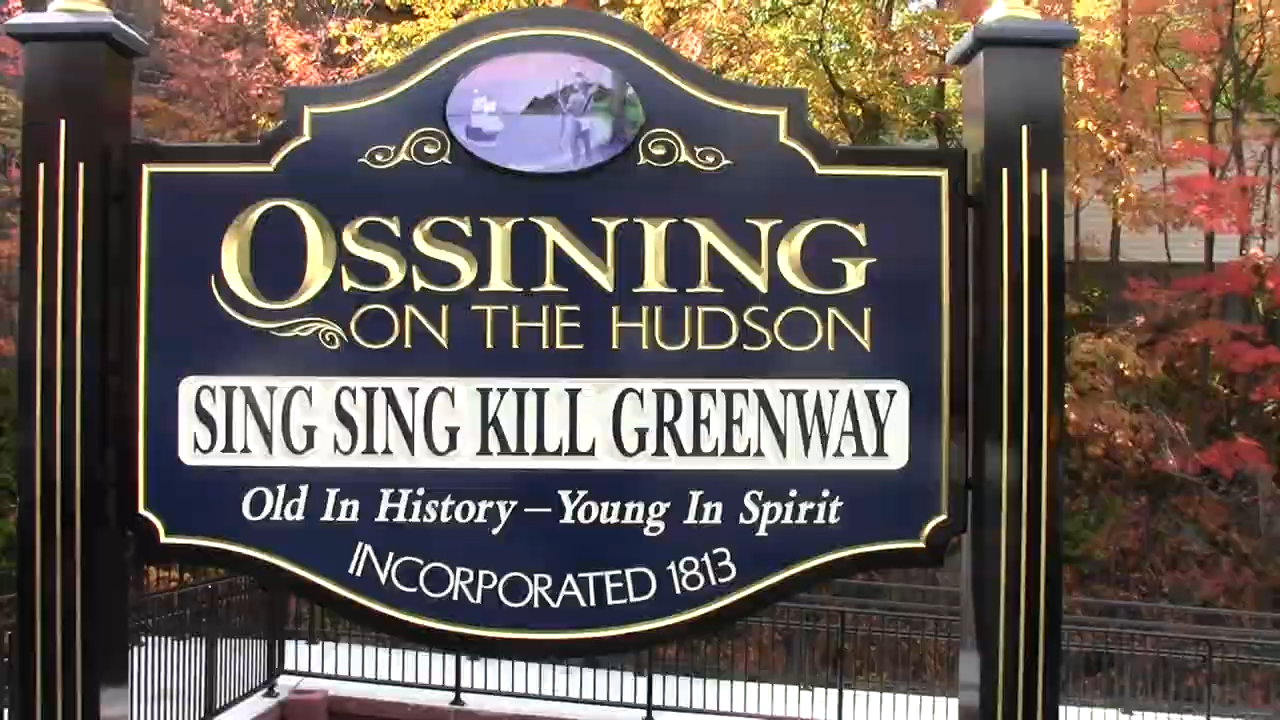 OSSINING
ON THE HUDSON
SING SING KILL GREENWAY
Old In History – Young In Spirit
INCORPORATED 1813